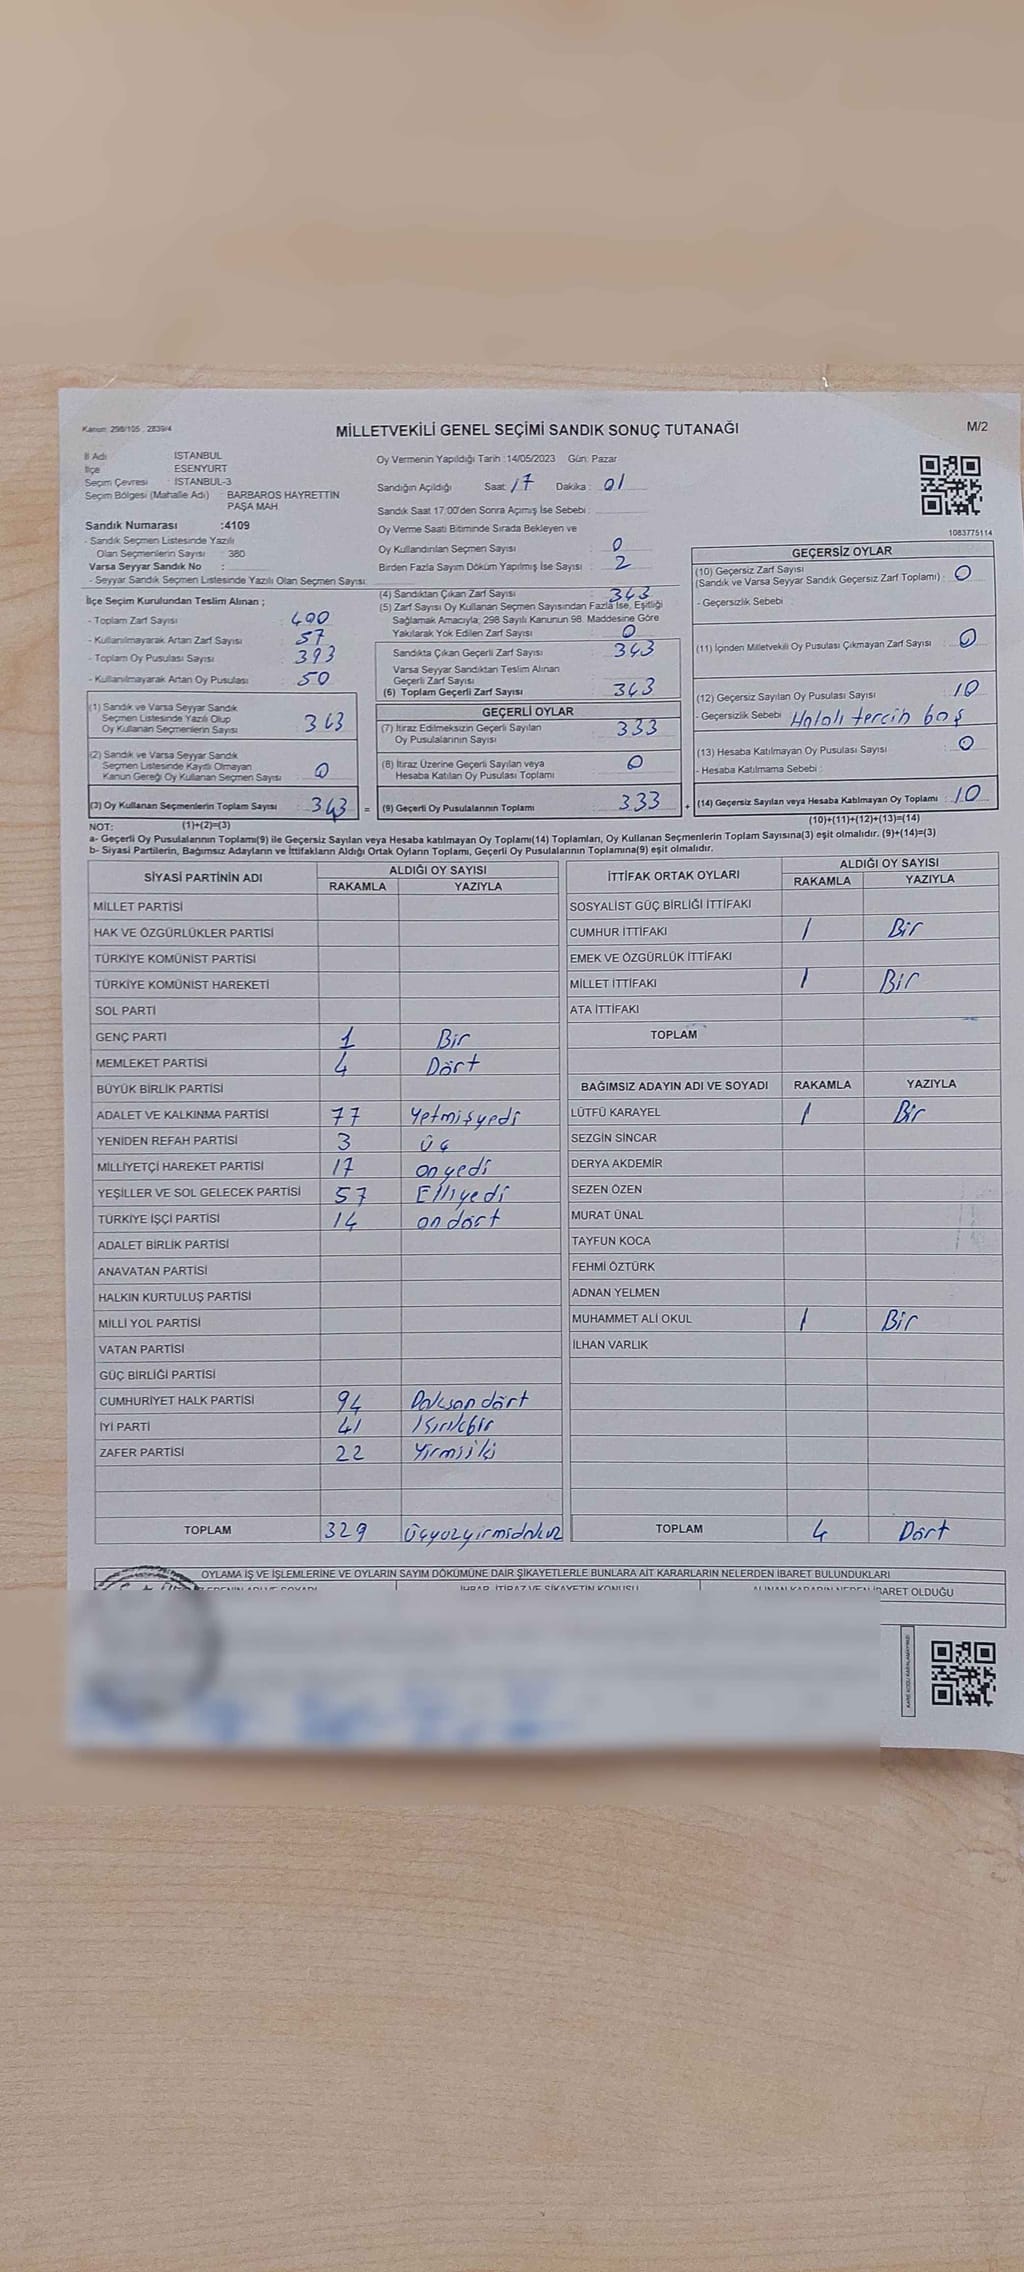 Kanun: 298/105 , 2839/4
MİLLETVEKİLİ GENEL SEÇİMİ SANDIK SONUÇ TUTANAĞI
M/2
İl Adı İSTANBUL
İlçe ESENYURT
Seçim Çevresi : İSTANBUL-3
Seçim Bölgesi (Mahalle Adı) : BARBAROS HAYRETTİN
PAŞA MAH
Sandık Numarası :4109
- Sandık Seçmen Listesinde Yazılı
Olan Seçmenlerin Sayısı : 380
Varsa Seyyar Sandık No :
- Seyyar Sandık Seçmen Listesinde Yazılı Olan Seçmen Sayısı:
Oy Vermenin Yapıldığı Tarih :14/05/2023 Gün: Pazar
Sandığın Açıldığı Saat: 17 Dakika : 01
Sandık Saat 17:00'den Sonra Açımış İse Sebebi :
Oy Verme Saati Bitiminde Sırada Bekleyen ve
Oy Kullandırılan Seçmen Sayısı : 0
Birden Fazla Sayım Döküm Yapılmış İse Sayısı : 2
1083775114
İlçe Seçim Kurulundan Teslim Alınan ;
- Toplam Zarf Sayısı : 400
- Kullanılmayarak Artan Zarf Sayısı : 57
- Toplam Oy Pusulası Sayısı : 393
- Kullanılmayarak Artan Oy Pusulası : 50
(4) Sandıktan Çıkan Zarf Sayısı : 343
(5) Zarf Sayısı Oy Kullanan Seçmen Sayısından Fazla İse, Eşitliği
Sağlamak Amacıyla, 298 Sayılı Kanunun 98. Maddesine Göre
Yakılarak Yok Edilen Zarf Sayısı : 0
Sandıkta Çıkan Geçerli Zarf Sayısı : 343
Varsa Seyyar Sandıktan Teslim Alınan
Geçerli Zarf Sayısı :
(6) Toplam Geçerli Zarf Sayısı : 343
GEÇERSİZ OYLAR
(10) Geçersiz Zarf Sayısı
(Sandık ve Varsa Seyyar Sandık Geçersiz Zarf Toplamı) : 0
- Geçersizlik Sebebi :
(11) İçinden Milletvekili Oy Pusulası Çıkmayan Zarf Sayısı : 0
(12) Geçersiz Sayılan Oy Pusulası Sayısı : 10
- Geçersizlik Sebebi : Hatalı tercih boş
(13) Hesaba Katılmayan Oy Pusulası Sayısı : 0
- Hesaba Katılmama Sebebi :
(14) Geçersiz Sayılan veya Hesaba Katılmayan Oy Toplamı : 10
(10)+(11)+(12)+(13)=(14)
(1) Sandık ve Varsa Seyyar Sandık
Seçmen Listesinde Yazılı Olup
Oy Kullanan Seçmenlerin Sayısı : 343
(2) Sandık ve Varsa Seyyar Sandık
Seçmen Listesinde Kayıtlı Olmayan
Kanun Gereği Oy Kullanan Seçmen Sayısı : 0
(3) Oy Kullanan Seçmenlerin Toplam Sayısı : 343 =
GEÇERLİ OYLAR
(7) İtiraz Edilmeksizin Geçerli Sayılan
Oy Pusulalarının Sayısı : 333
(8) İtiraz Üzerine Geçerli Sayılan veya
Hesaba Katılan Oy Pusulası Toplamı : 0
(9) Geçerli Oy Pusulalarının Toplamı : 333 +
NOT: (1)+(2)=(3)
a- Geçerli Oy Pusulalarının Toplamı(9) ile Geçersiz Sayılan veya Hesaba katılmayan Oy Toplamı(14) Toplamları, Oy Kullanan Seçmenlerin Toplam Sayısına(3) eşit olmalıdır. (9)+(14)=(3)
b- Siyasi Partilerin, Bağımsız Adayların ve İttifakların Aldığı Ortak Oyların Toplamı, Geçerli Oy Pusulalarının Toplamına(9) eşit olmalıdır.
SİYASİ PARTİNİN ADI ALDIĞI OY SAYISI
RAKAMLA YAZIYLA
MİLLET PARTİSİ
HAK VE ÖZGÜRLÜKLER PARTİSİ
TÜRKİYE KOMÜNİST PARTİSİ
TÜRKİYE KOMÜNİST HAREKETİ
SOL PARTİ
GENÇ PARTİ 1 Bir
MEMLEKET PARTİSİ 4 Dört
BÜYÜK BİRLİK PARTİSİ
ADALET VE KALKINMA PARTİSİ 77 Yetmişyedi
YENİDEN REFAH PARTİSİ 3 Üç
MİLLİYETÇİ HAREKET PARTİSİ 17 onyedi
YEŞİLLER VE SOL GELECEK PARTİSİ 57 Elliyedi
TÜRKİYE İŞÇİ PARTİSİ 14 ondört
ADALET BİRLİK PARTİSİ
ANAVATAN PARTİSİ
HALKIN KURTULUŞ PARTİSİ
MİLLİ YOL PARTİSİ
VATAN PARTİSİ
GÜÇ BİRLİĞİ PARTİSİ
CUMHURİYET HALK PARTİSİ 94 Doksandört
İYİ PARTİ 41 Kırkbir
ZAFER PARTİSİ 22 Yirmiiki
TOPLAM 329 Üçyüzyirmidokuz
İTTİFAK ORTAK OYLARI ALDIĞI OY SAYISI
RAKAMLA YAZIYLA
SOSYALİST GÜÇ BİRLİĞİ İTTİFAKI
CUMHUR İTTİFAKI 1 Bir
EMEK VE ÖZGÜRLÜK İTTİFAKI
MİLLET İTTİFAKI 1 Bir
ATA İTTİFAKI
TOPLAM
BAĞIMSIZ ADAYIN ADI VE SOYADI RAKAMLA YAZIYLA
LÜTFÜ KARAYEL 1 Bir
SEZGİN SİNCAR
DERYA AKDEMİR
SEZEN ÖZEN
MURAT ÜNAL
TAYFUN KOCA
FEHMİ ÖZTÜRK
ADNAN YELMEN
MUHAMMET ALİ OKUL 1 Bir
İLHAN VARLIK
TOPLAM 4 Dört
OYLAMA İŞ VE İŞLEMLERİNE VE OYLARIN SAYIM DÖKÜMÜNE DAİR ŞİKAYETLERLE BUNLARA AİT KARARLARIN NELERDEN İBARET BULUNDUKLARI
İHBAR, İTİRAZ VE ŞİKAYETİN KONUSU ALINAN KARARIN NEDEN İBARET OLDUĞU